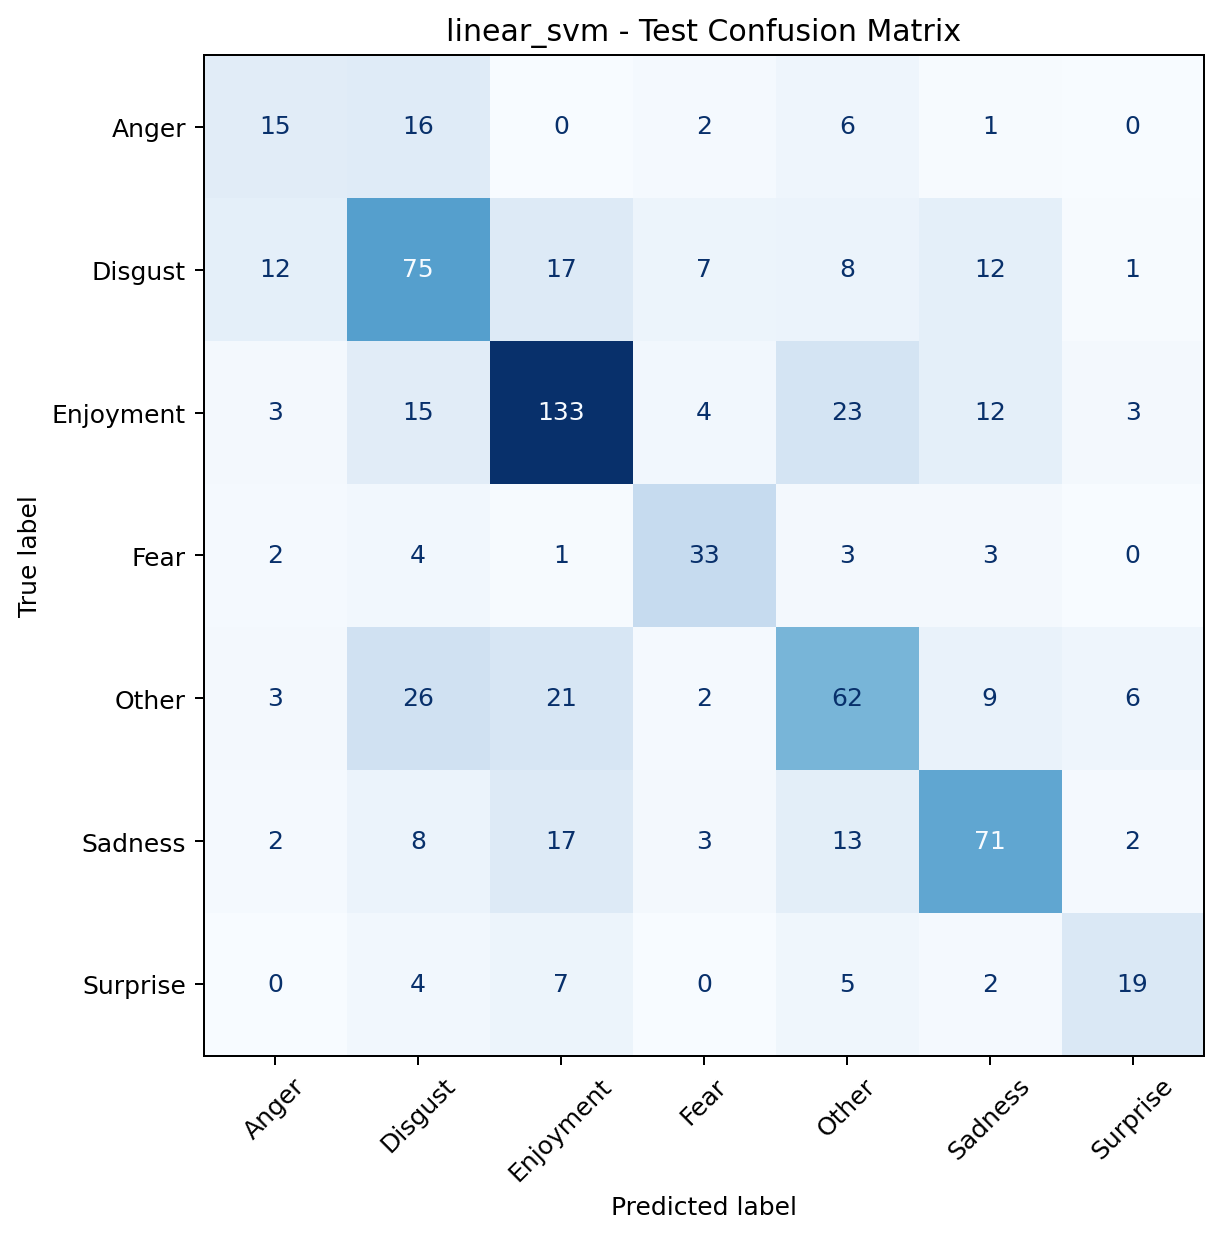 linear_svm - Test Confusion Matrix
Anger 15 16 0 2 6 1 0
Disgust 12 75 17 7 8 12 1
Enjoyment 3 15 133 4 23 12 3
Fear 2 4 1 33 3 3 0
Other 3 26 21 2 62 9 6
Sadness 2 8 17 3 13 71 2
Surprise 0 4 7 0 5 2 19
True label
Anger Disgust Enjoyment Fear Other Sadness Surprise
Predicted label